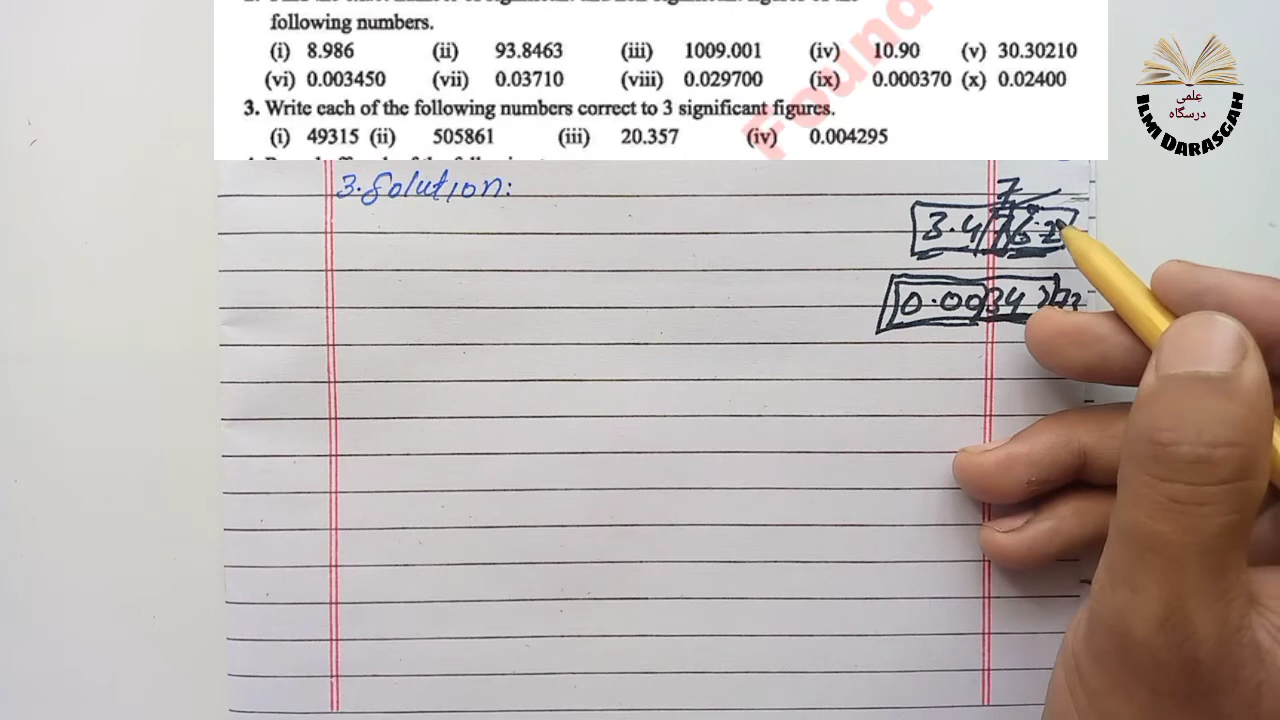 following numbers.
(i) 8.986 (ii) 93.8463 (iii) 1009.001 (iv) 10.90 (v) 30.30210
(vi) 0.003450 (vii) 0.03710 (viii) 0.029700 (ix) 0.000370 (x) 0.02400
3. Write each of the following numbers correct to 3 significant figures.
(i) 49315 (ii) 505861 (iii) 20.357 (iv) 0.004295
Found
علمی
درسگاہ
ILMI DARASGAH
3. Solution: